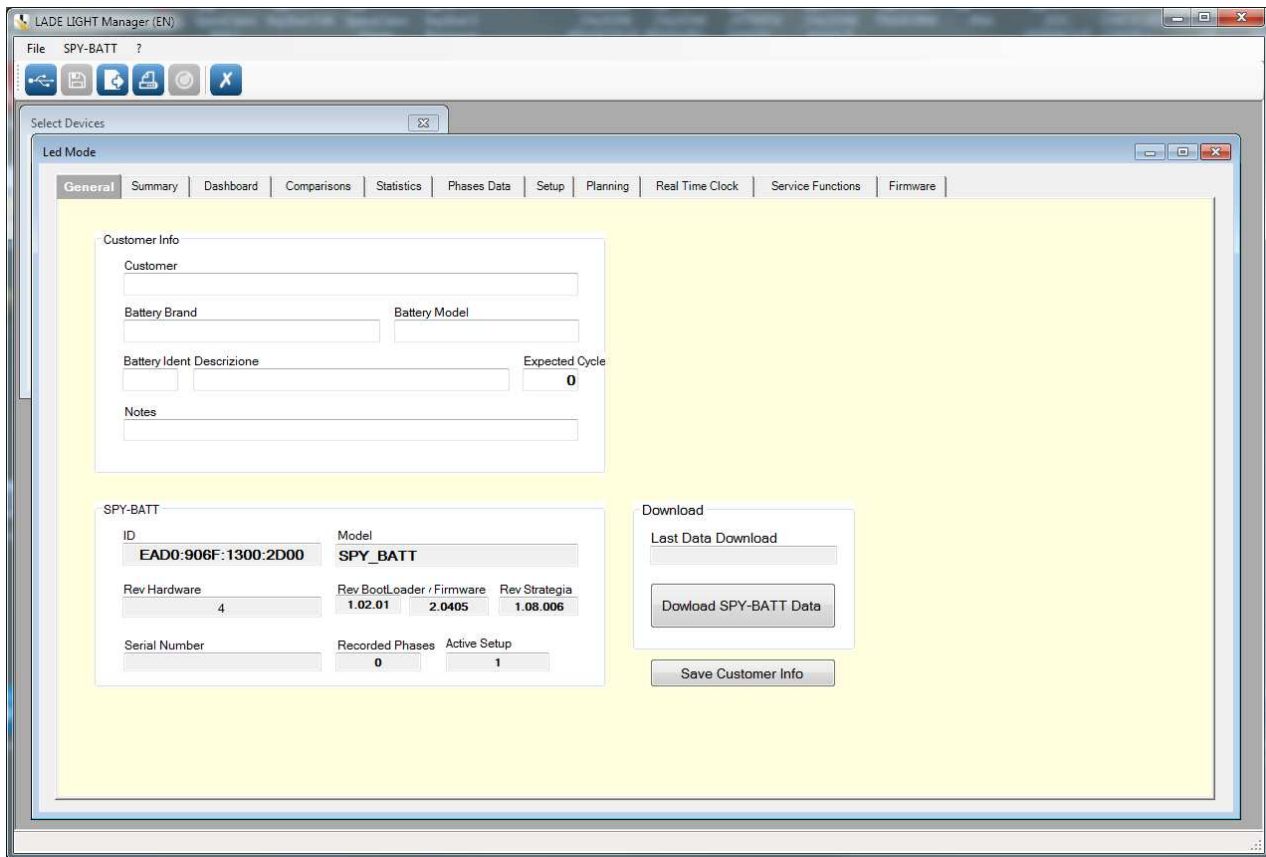 LADE LIGHT Manager (EN)
File SPY-BATT ?
Select Devices
Led Mode
General Summary Dashboard Comparisons Statistics Phases Data Setup Planning Real Time Clock Service Functions Firmware
Customer Info
Customer
Battery Brand Battery Model
Battery Ident Descrizione Expected Cycle
0
Notes
SPY-BATT
ID Model
EAD0:906F:1300:2D00 SPY_BATT
Rev Hardware Rev BootLoader / Firmware Rev Strategia
4 1.02.01 2.0405 1.08.006
Serial Number Recorded Phases Active Setup
0 1
Download
Last Data Download
Dowload SPY-BATT Data
Save Customer Info